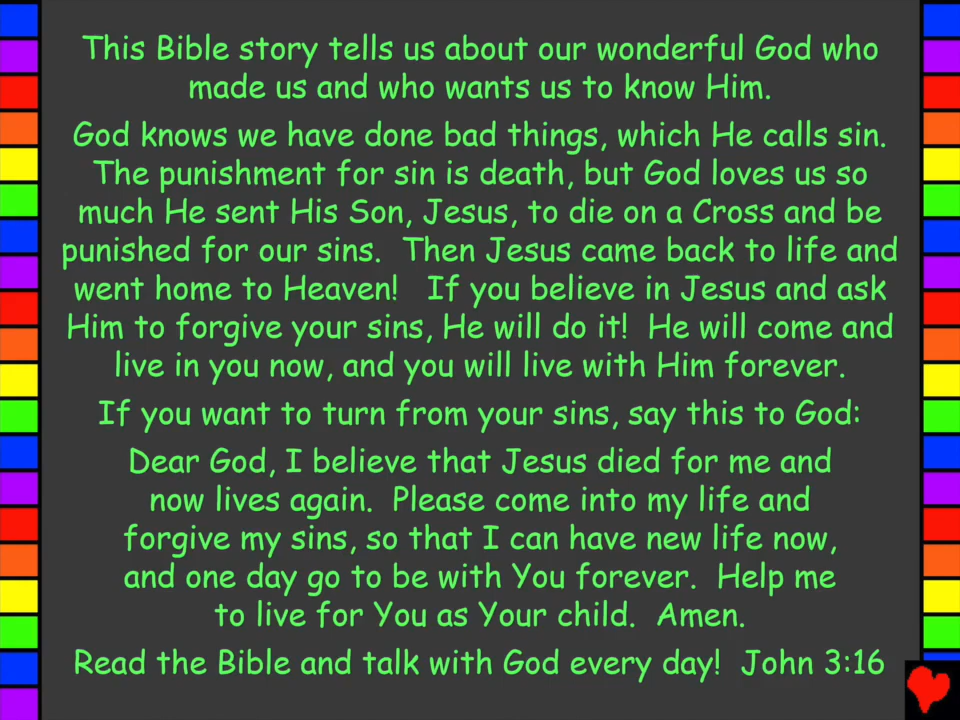 This Bible story tells us about our wonderful God who
made us and who wants us to know Him.
God knows we have done bad things, which He calls sin.
The punishment for sin is death, but God loves us so
much He sent His Son, Jesus, to die on a Cross and be
punished for our sins.  Then Jesus came back to life and
went home to Heaven!   If you believe in Jesus and ask
Him to forgive your sins, He will do it!  He will come and
live in you now, and you will live with Him forever.
If you want to turn from your sins, say this to God:
Dear God, I believe that Jesus died for me and
now lives again.  Please come into my life and
forgive my sins, so that I can have new life now,
and one day go to be with You forever.  Help me
to live for You as Your child.  Amen.
Read the Bible and talk with God every day!  John 3:16